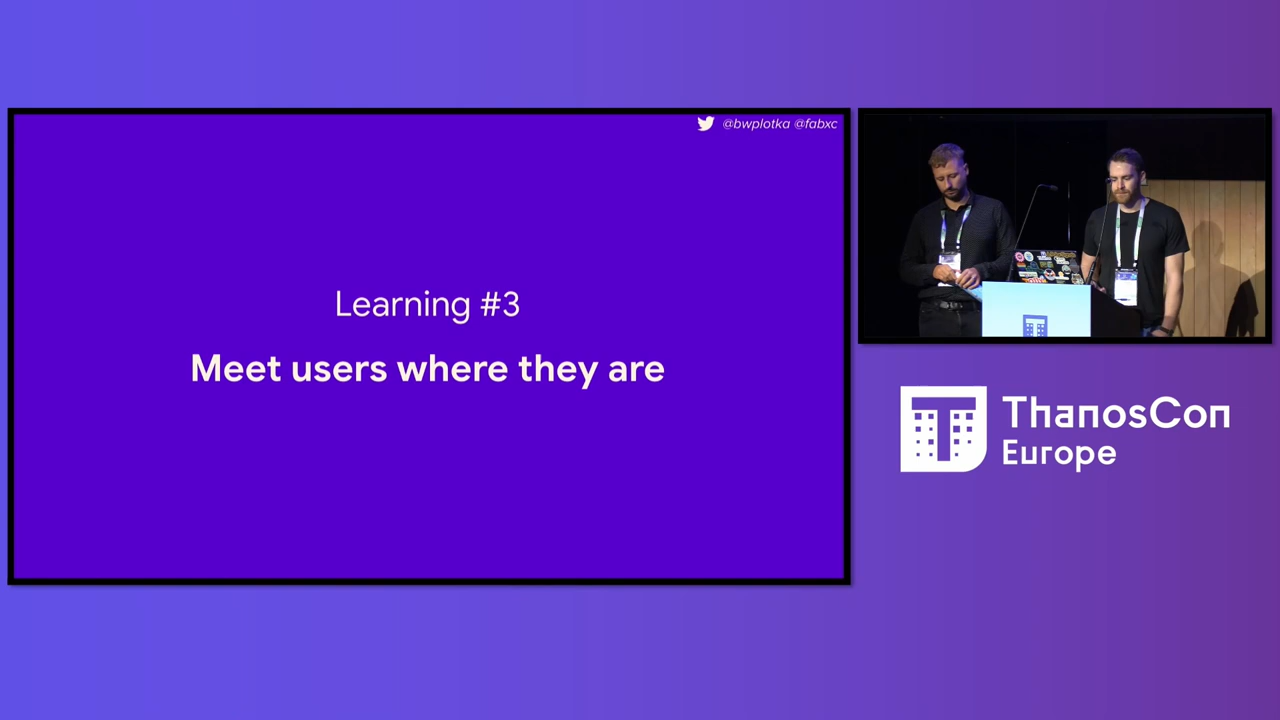 @bwplotka @fabxc
Learning #3
Meet users where they are
ThanosCon
Europe